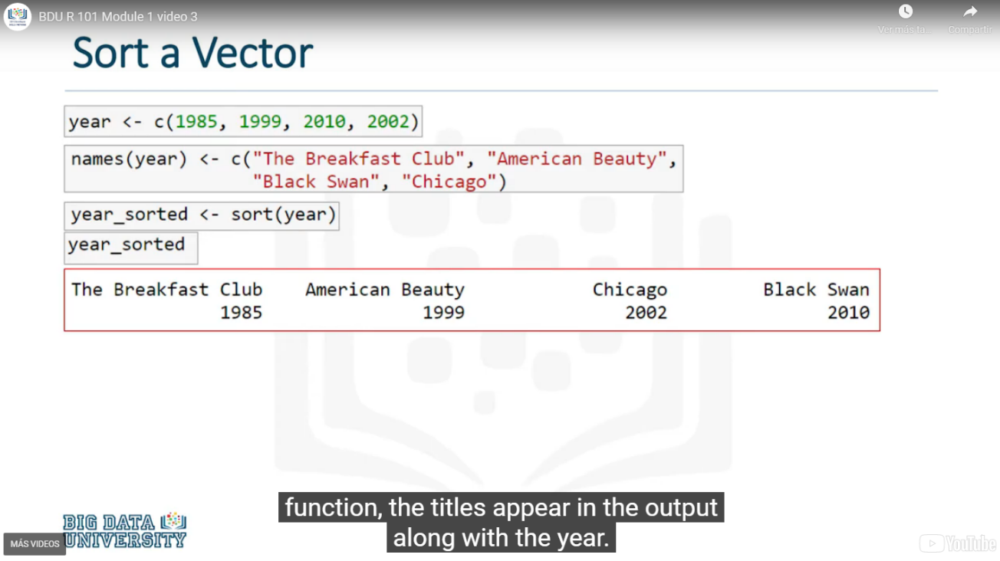 BDU R 101 Module 1 video 3
Ver más ta...
Compartir
Sort a Vector
year <- c(1985, 1999, 2010, 2002)
names(year) <- c("The Breakfast Club", "American Beauty",
"Black Swan", "Chicago")
year_sorted <- sort(year)
year_sorted
The Breakfast Club American Beauty Chicago Black Swan
1985 1999 2002 2010
function, the titles appear in the output
along with the year.
BIG DATA
UNIVERSITY
MÁS VIDEOS
YouTube